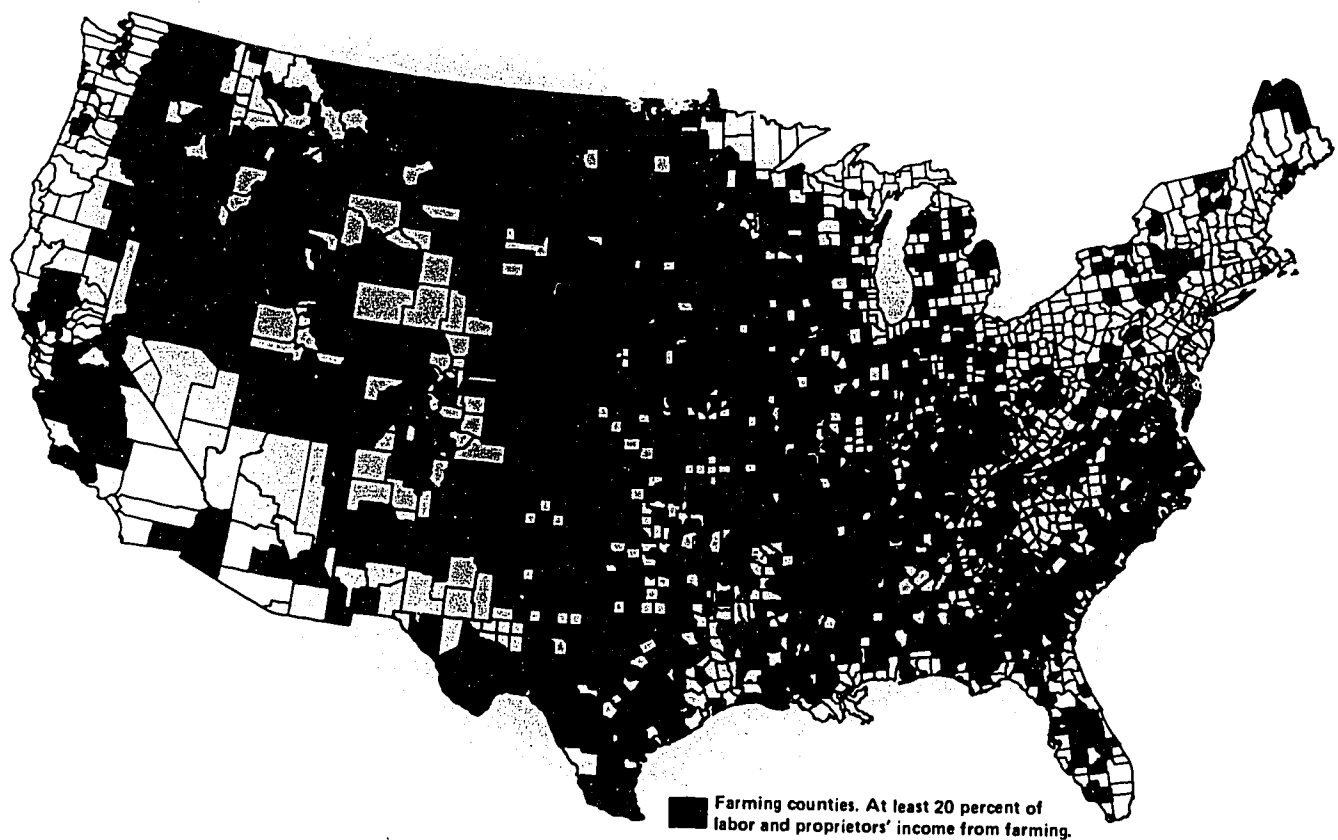 Farming counties. At least 20 percent of
labor and proprietors' income from farming.